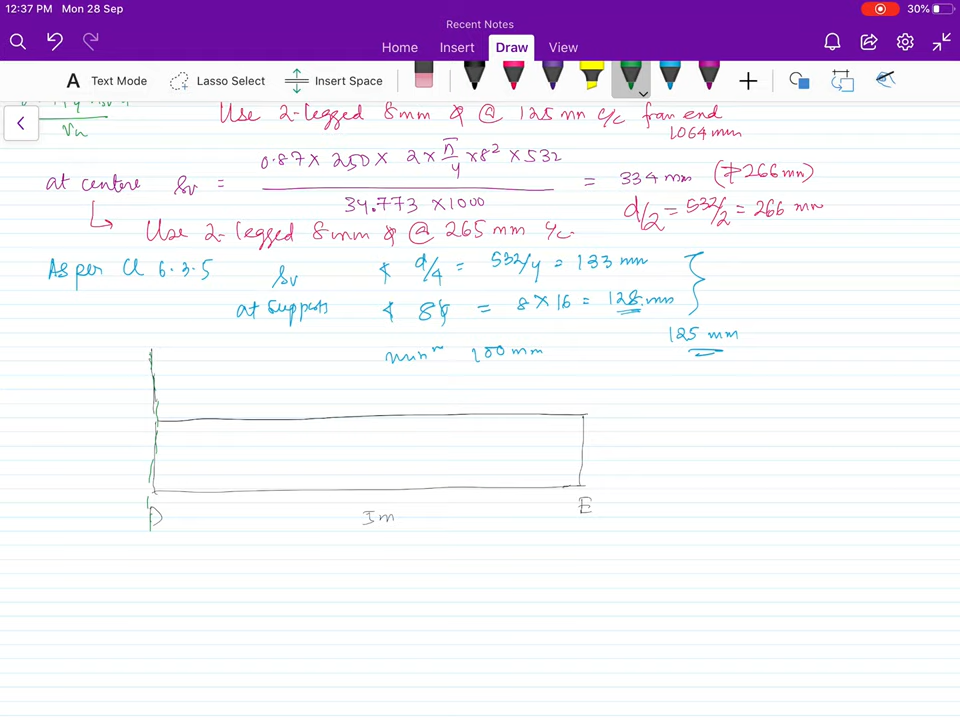 12:37 PM Mon 28 Sep
30%
Recent Notes
Home Insert Draw View
Text Mode Lasso Select Insert Space
Vu
Use 2-legged 8mm ϕ @ 125 mm c/c from end
1064 mm
at centere Sv = 0.87 × 250 × 2 × π/4 × 8² × 532 / 34.773 × 1000 = 334 mm (≯266 mm)
d/2 = 532/2 = 266 mm
Use 2-legged 8mm ϕ @ 265 mm c/c
As per Cl 6.3.5 Sv ≮ d/4 = 532/4 = 133 mm
at supports ≮ 8ϕ = 8 × 16 = 128 mm
125 mm
minm 100 mm
D 1m E